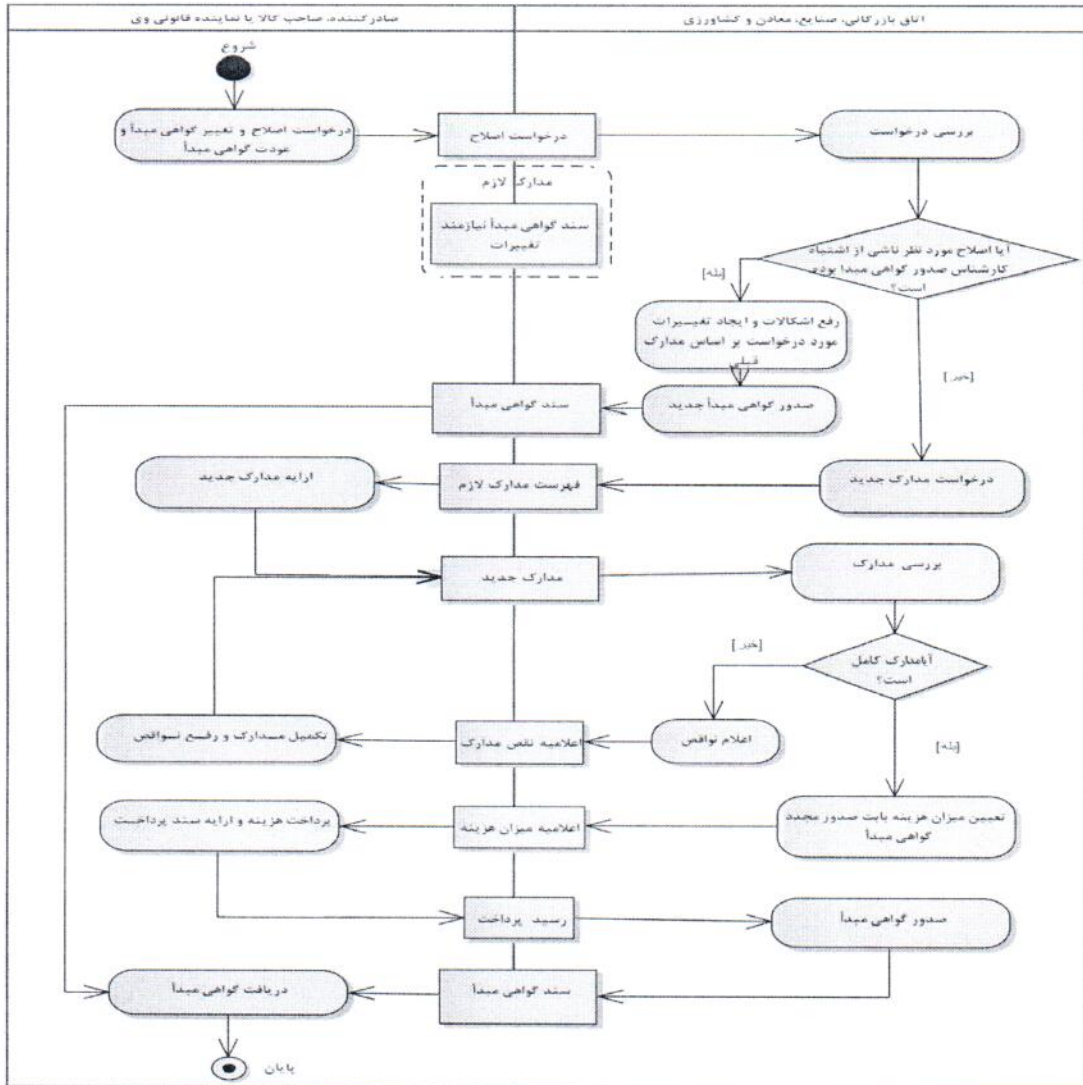 اتاق بازرگانی، صنایع، معادن و کشاورزی
صادرکننده، صاحب کالا یا نماینده قانونی وی
شروع
درخواست اصلاح و تغییر گواهی مبدأ و
عودت گواهی مبدأ
درخواست اصلاح
بررسی درخواست
مدارک لازم
سند گواهی مبدأ نیازمند
تغییرات
آیا اصلاح مورد نظر ناشی از اشتباه
کارشناس صدور گواهی مبدا بوده
است؟
[بله]
[خیر]
رفع اشکالات و ایجاد تغییرات
مورد درخواست بر اساس مدارک
قبلی
صدور گواهی مبدأ جدید
سند گواهی مبدأ
درخواست مدارک جدید
فهرست مدارک لازم
ارایه مدارک جدید
مدارک جدید
بررسی مدارک
آیامدارک کامل
است؟
[خیر]
[بله]
اعلام نواقص
اعلامیه نقص مدارک
تکمیل مدارک و رفع نواقص
تعیین میزان هزینه بابت صدور مجدد
گواهی مبدأ
اعلامیه میزان هزینه
پرداخت هزینه و ارایه سند پرداخت
رسید پرداخت
صدور گواهی مبدأ
سند گواهی مبدأ
دریافت گواهی مبدأ
پایان